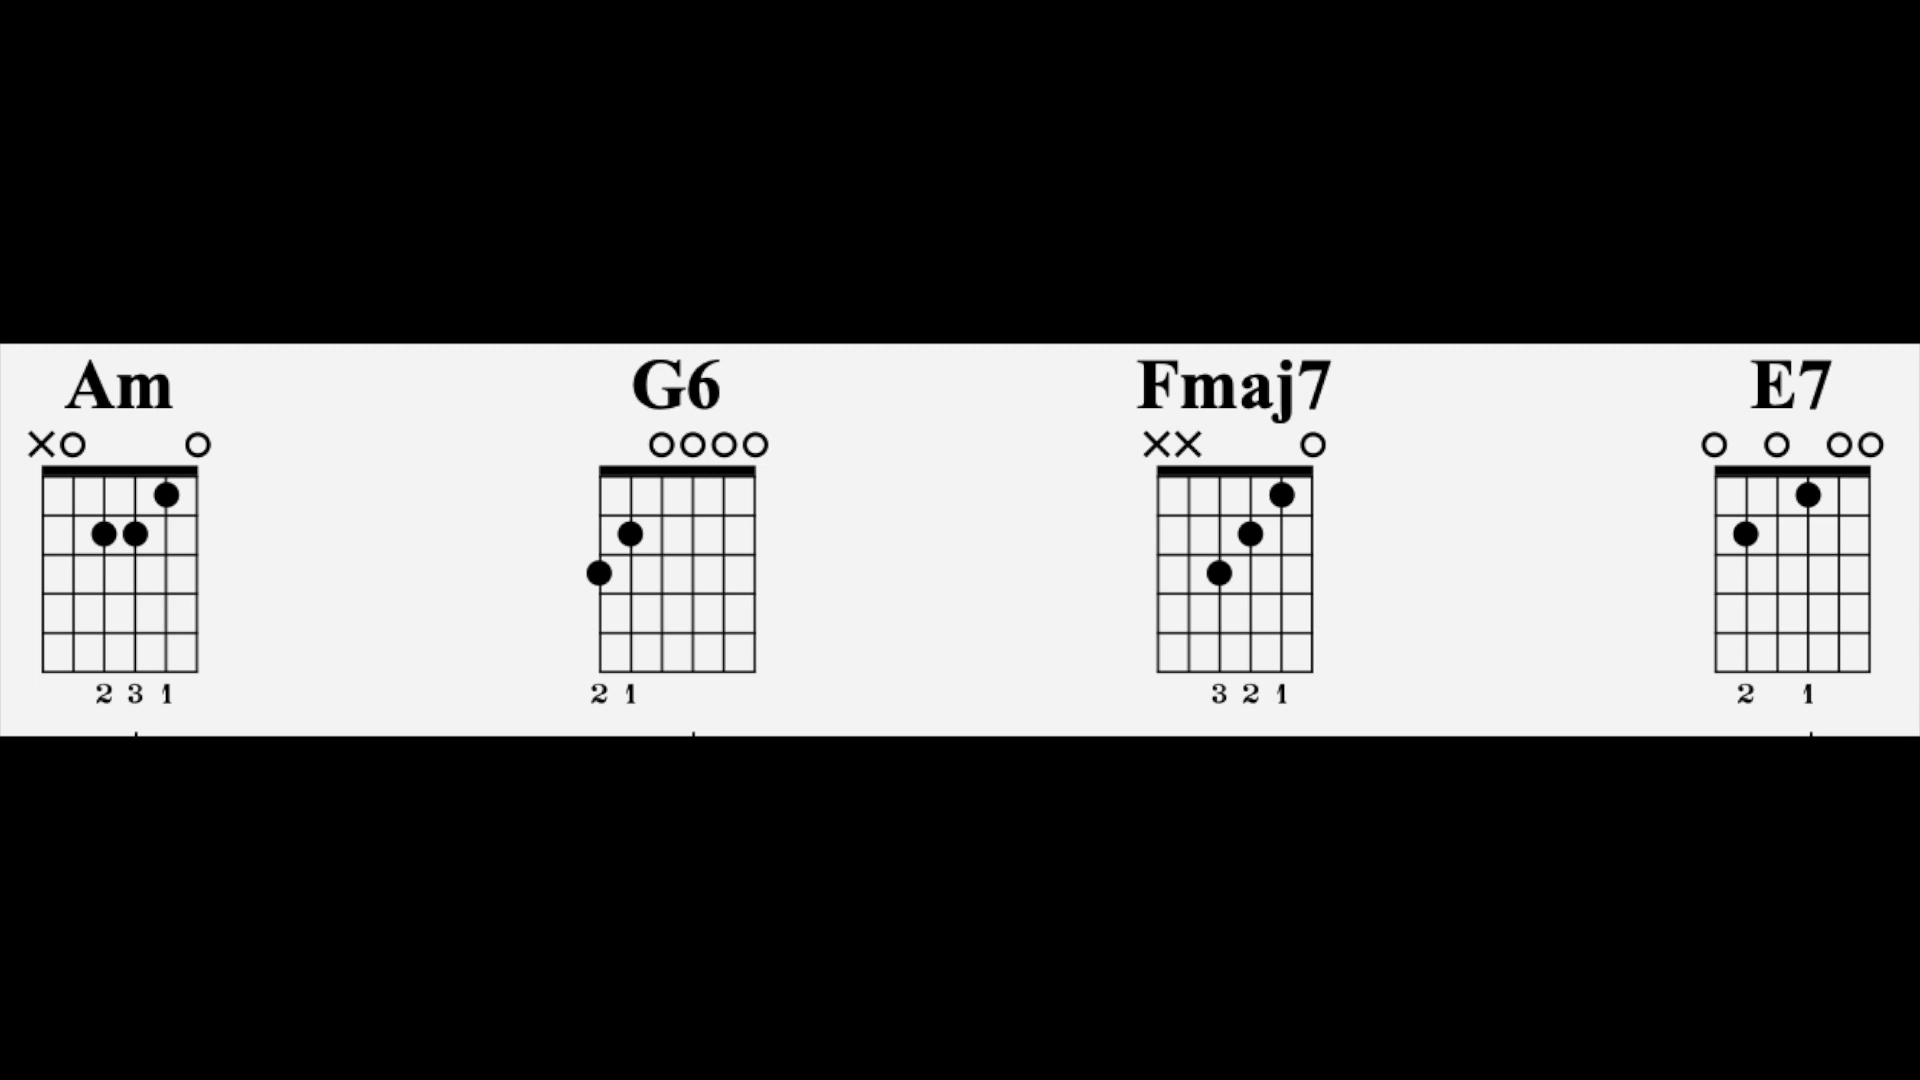 Am G6 Fmaj7 E7
×○ ○ ○○○○ ×× ○ ○ ○ ○○
2 3 1 2 1 3 2 1 2 1